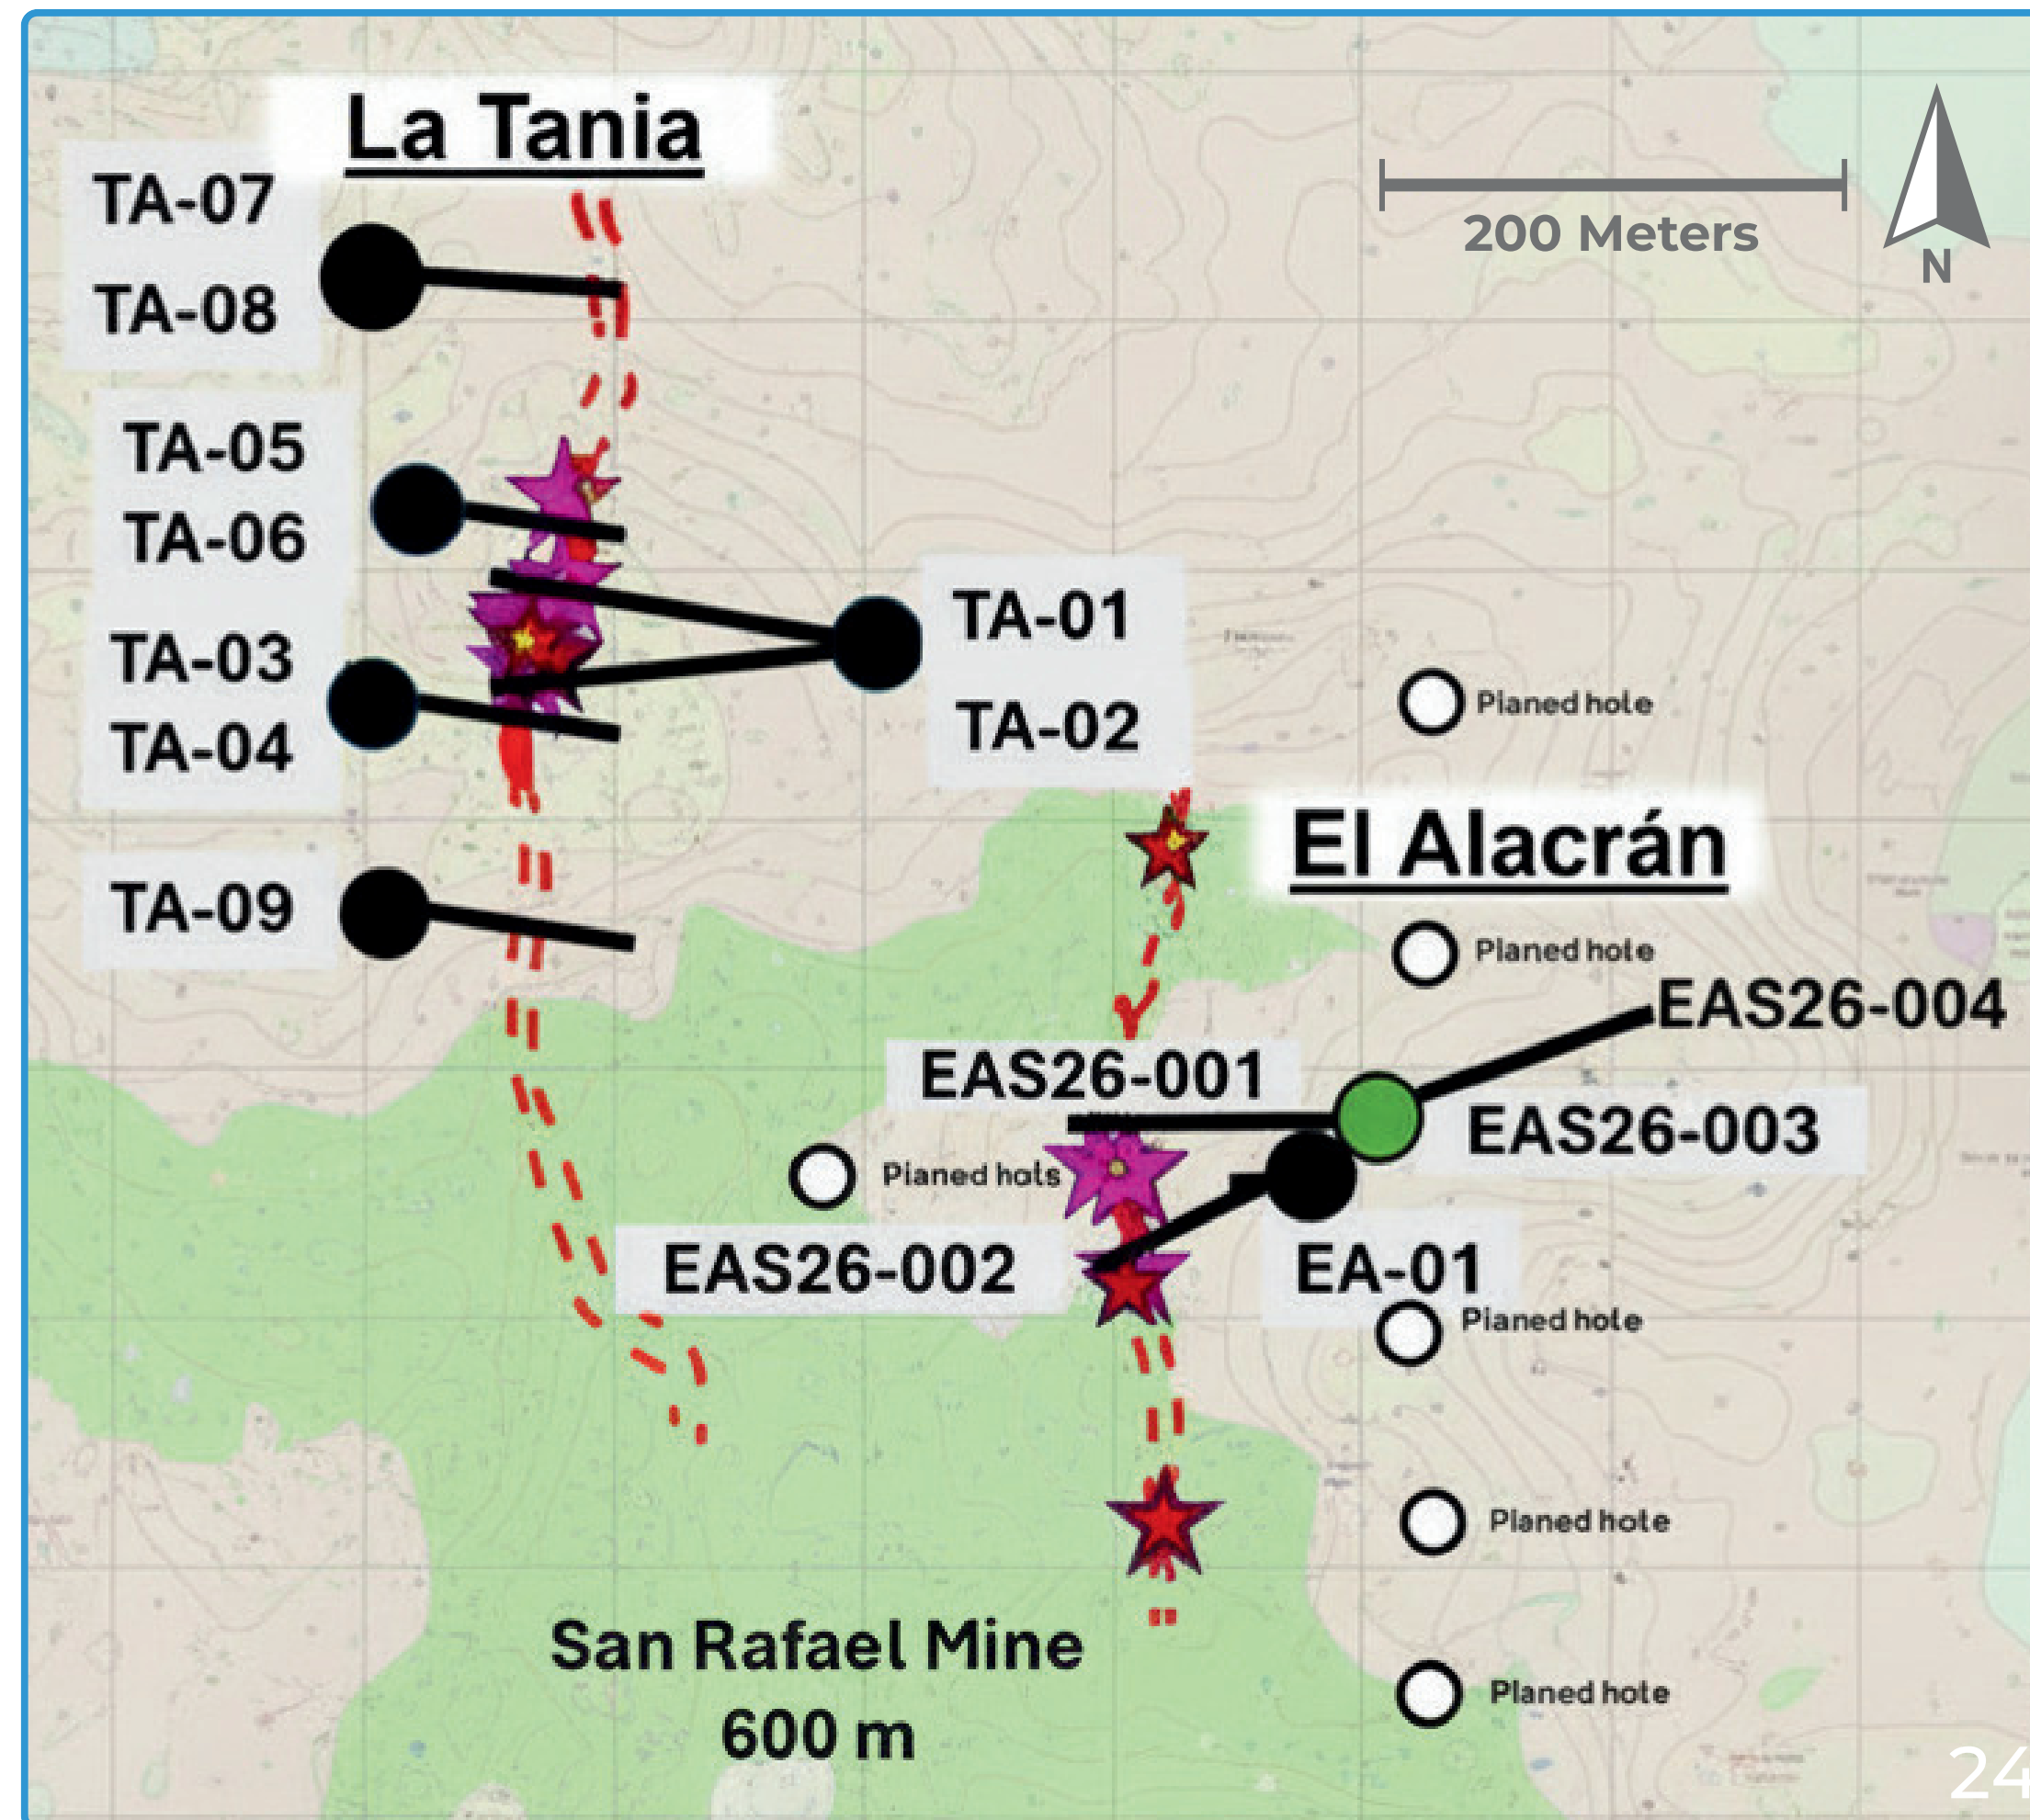 La Tania
TA-07
TA-08
200 Meters
N
TA-05
TA-06
TA-01
TA-03
TA-02
TA-04
Planed hole
El Alacrán
TA-09
Planed hole
EAS26-004
EAS26-001
EAS26-003
Planed hols
EAS26-002
EA-01
Planed hole
Planed hote
San Rafael Mine
600 m
Planed hote
24